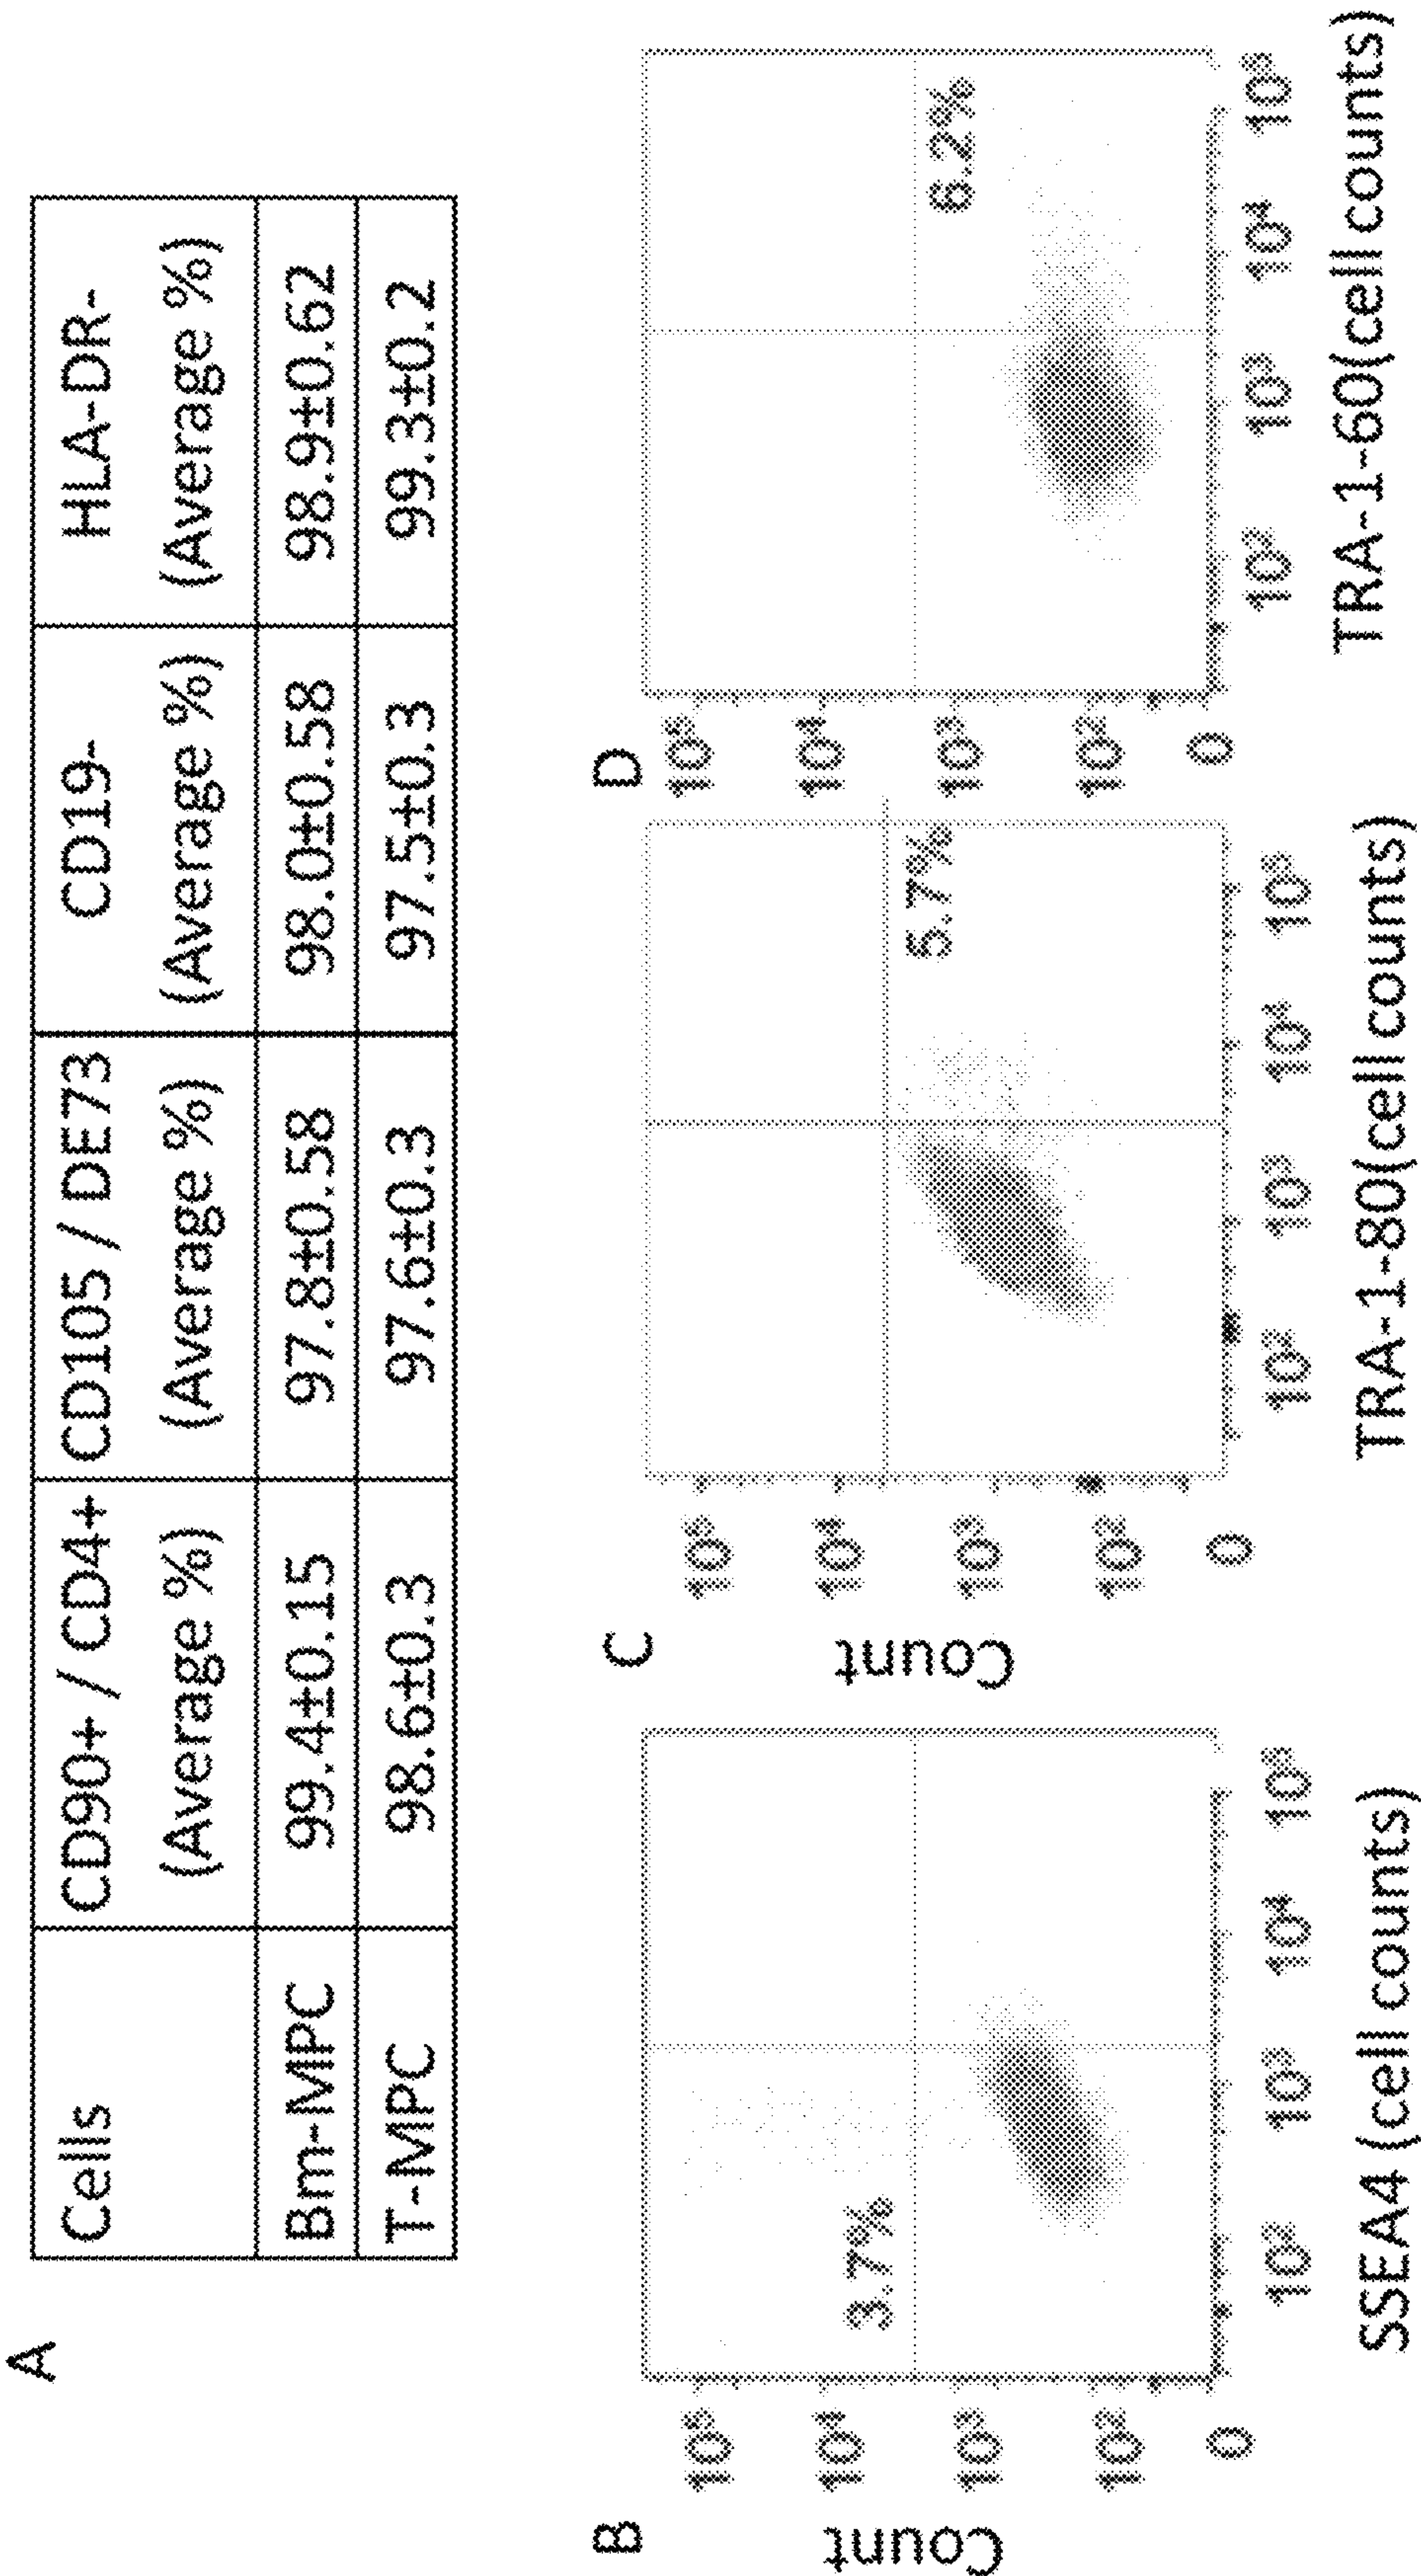 A
Cells CD90+ / CD4+ CD105 / DE73 CD19- HLA-DR-
(Average %) (Average %) (Average %) (Average %)
Bm-MPC 99.4±0.15 97.8±0.58 98.0±0.58 98.9±0.62
T-MPC 98.6±0.3 97.6±0.3 97.5±0.3 99.3±0.2
B
Count
10⁵
10⁴
10³
10²
0
3.7%
10² 10³ 10⁴ 10⁵
SSEA4 (cell counts)
C
Count
10⁵
10⁴
10³
10²
0
5.7%
10² 10³ 10⁴ 10⁵
TRA-1-80(cell counts)
D
10⁵
10⁴
10³
10²
0
6.2%
10² 10³ 10⁴ 10⁵
TRA-1-60(cell counts)